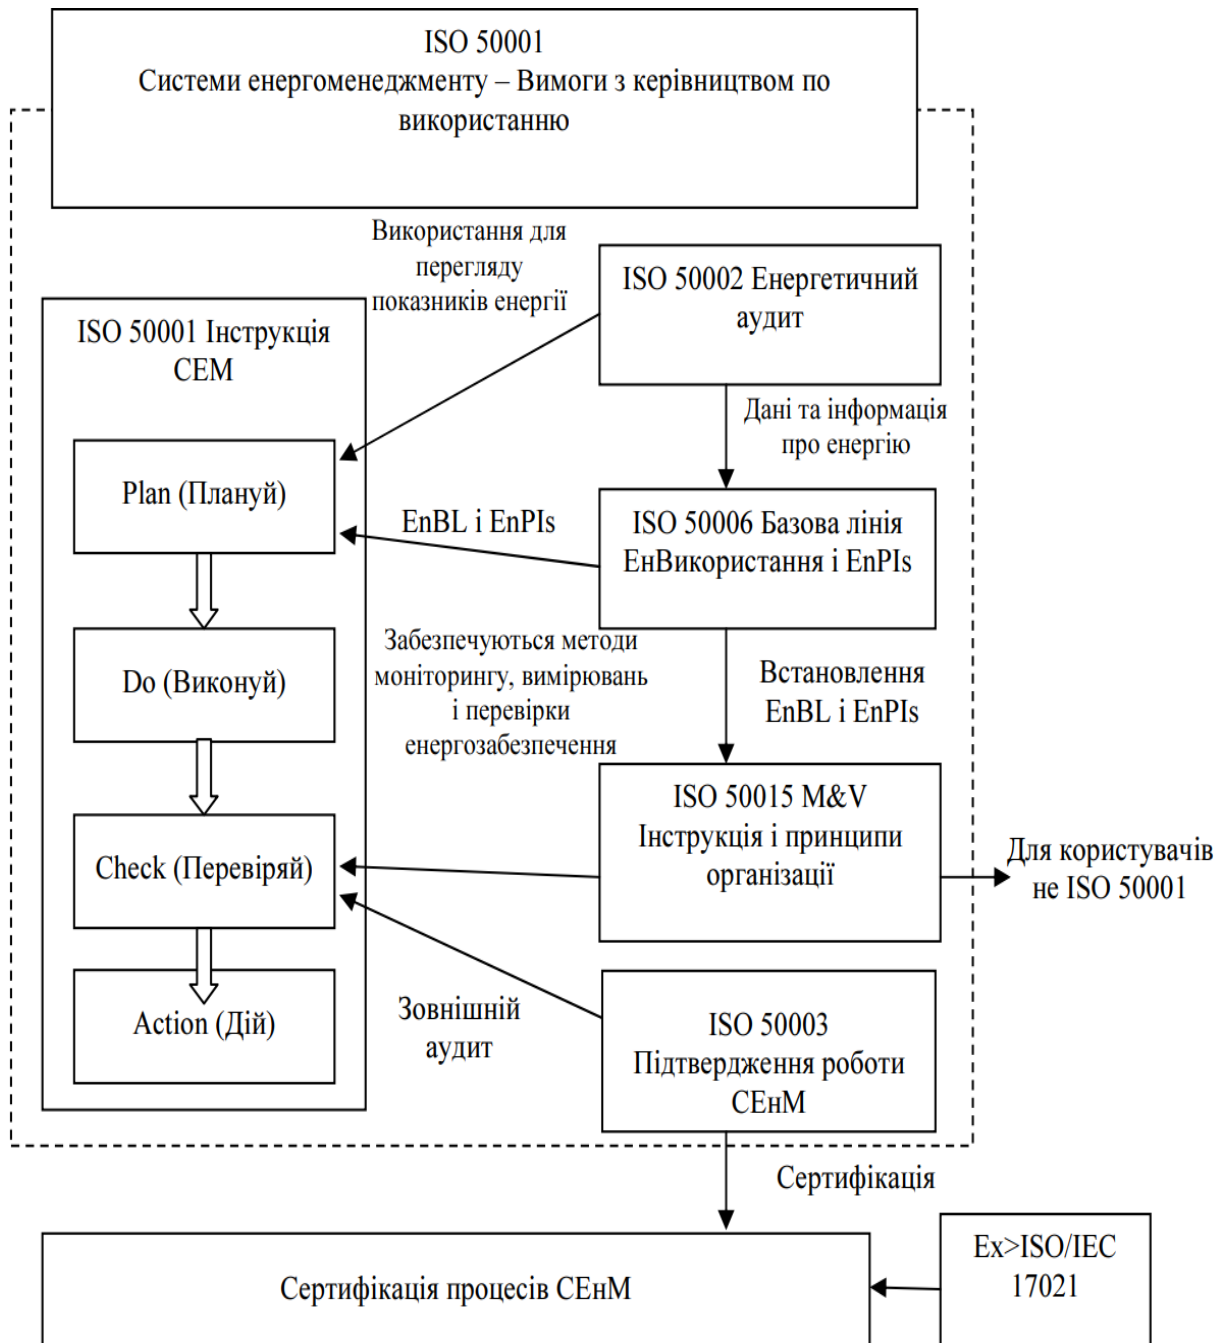 ISO 50001
Системи енергоменеджменту – Вимоги з керівництвом по
використанню
Використання для
перегляду
показників енергії
ISO 50002 Енергетичний
аудит
ISO 50001 Інструкція
СЕМ
Дані та інформація
про енергію
Plan (Плануй)
EnBL і EnPIs
ISO 50006 Базова лінія
ЕнВикористання і EnPIs
Do (Виконуй)
Забезпечуються методи
моніторингу, вимірювань
і перевірки
енергозабезпечення
Встановлення
EnBL і EnPIs
ISO 50015 M&V
Інструкція і принципи
організації
Check (Перевіряй)
Для користувачів
не ISO 50001
Action (Дій)
Зовнішній
аудит
ISO 50003
Підтвердження роботи
СЕнМ
Сертифікація
Сертифікація процесів СЕнМ
Ex>ISO/IEC
17021